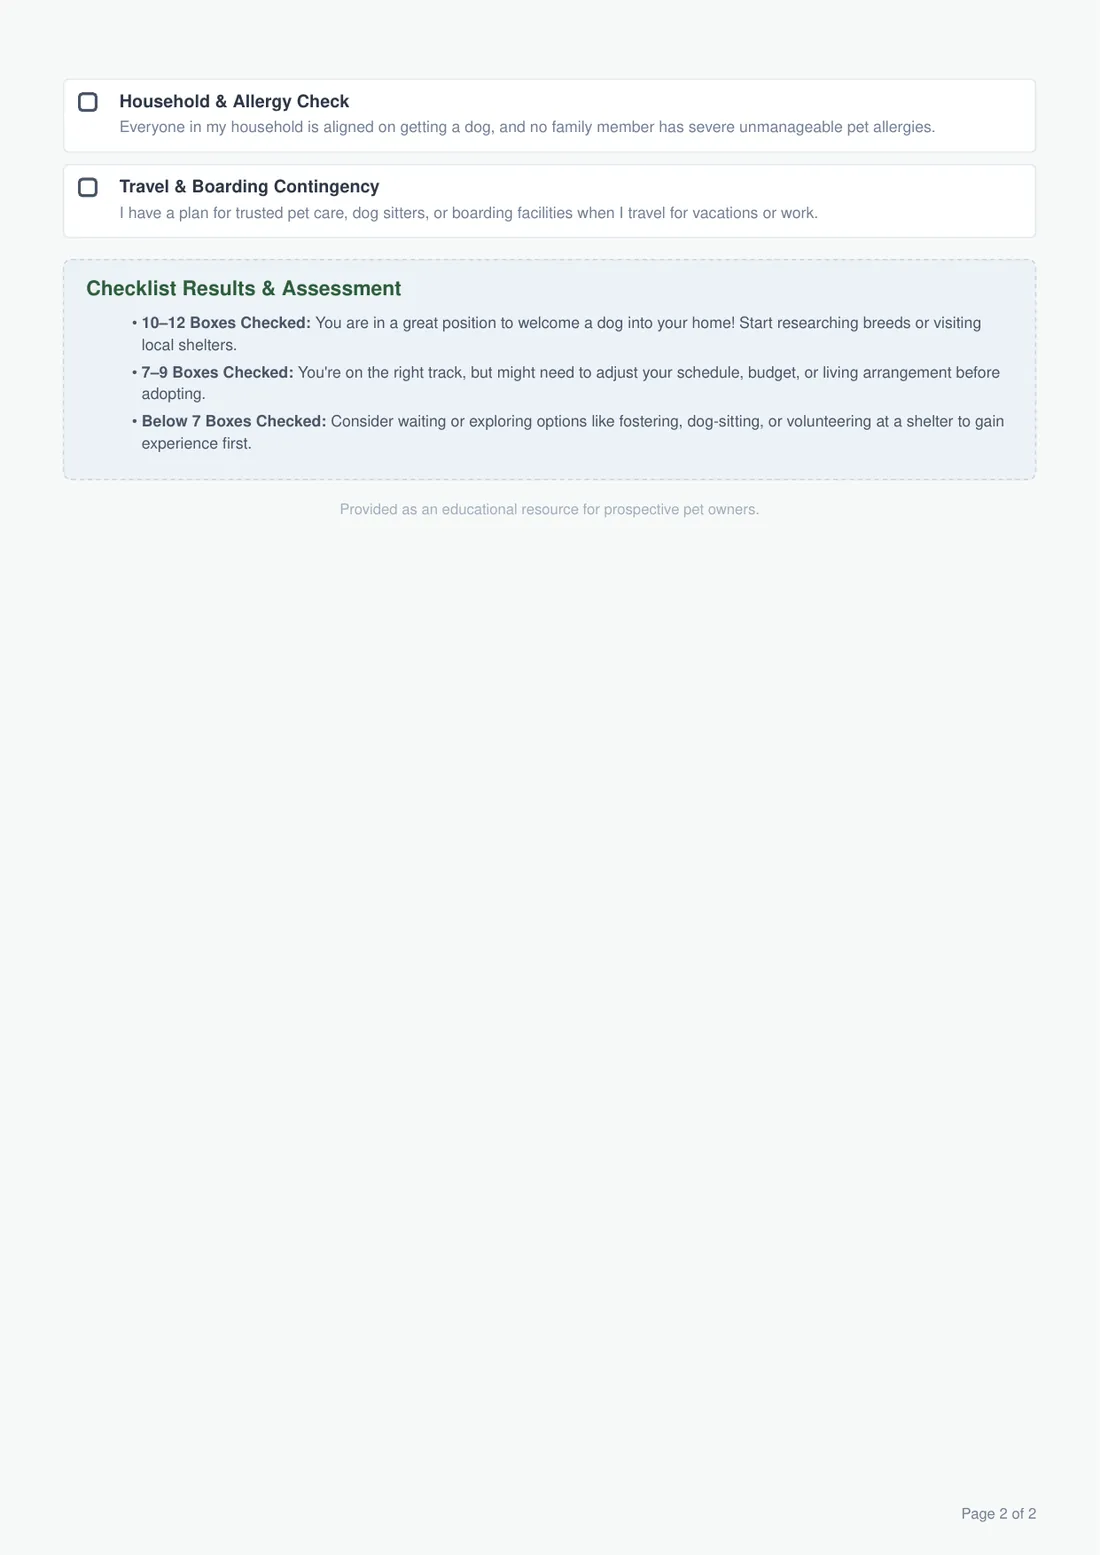 Household & Allergy Check
Everyone in my household is aligned on getting a dog, and no family member has severe unmanageable pet allergies.
Travel & Boarding Contingency
I have a plan for trusted pet care, dog sitters, or boarding facilities when I travel for vacations or work.
Checklist Results & Assessment
• 10–12 Boxes Checked: You are in a great position to welcome a dog into your home! Start researching breeds or visiting
local shelters.
• 7–9 Boxes Checked: You're on the right track, but might need to adjust your schedule, budget, or living arrangement before
adopting.
• Below 7 Boxes Checked: Consider waiting or exploring options like fostering, dog-sitting, or volunteering at a shelter to gain
experience first.
Provided as an educational resource for prospective pet owners.
Page 2 of 2